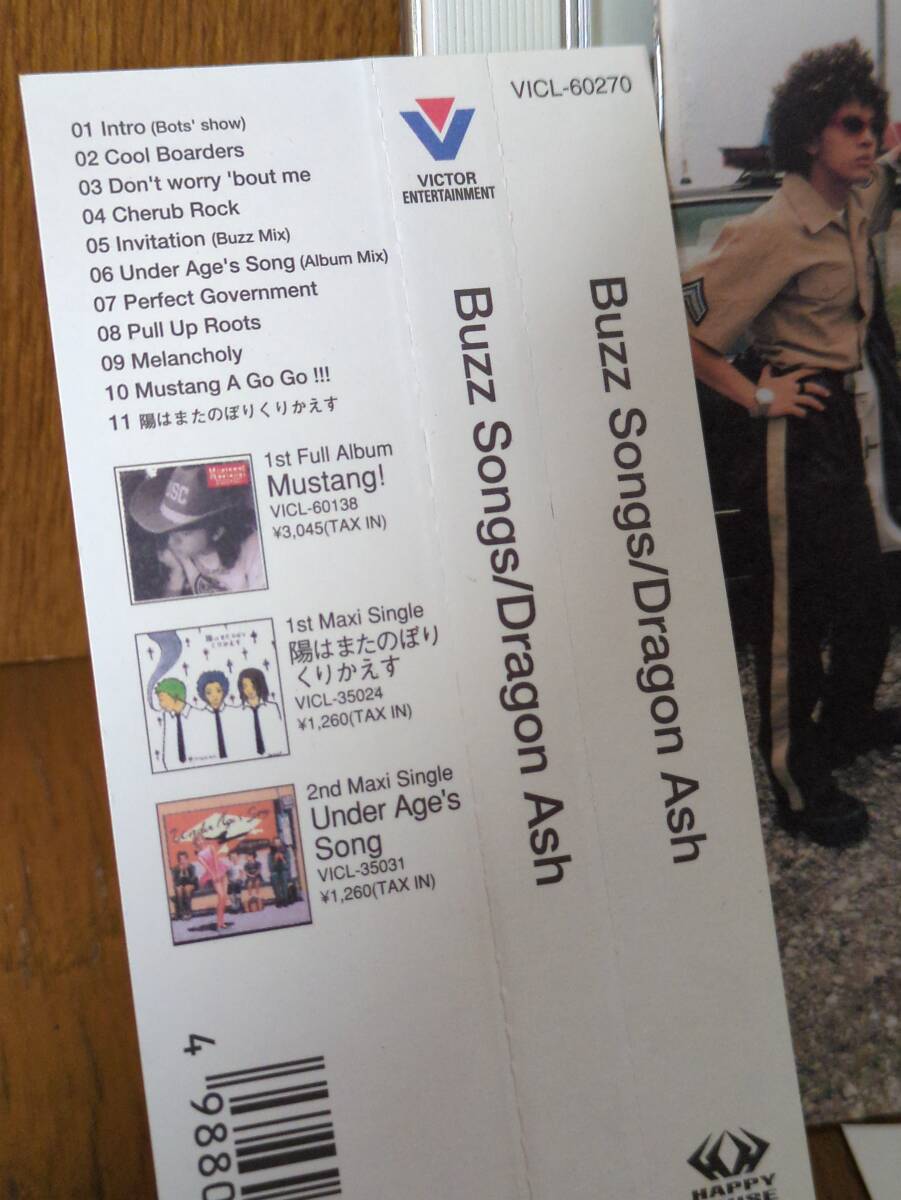 01 Intro (Bots' show)
02 Cool Boarders
03 Don't worry 'bout me
04 Cherub Rock
05 Invitation (Buzz Mix)
06 Under Age's Song (Album Mix)
07 Perfect Government
08 Pull Up Roots
09 Melancholy
10 Mustang A Go Go !!!
11 陽はまたのぼりくりかえす
1st Full Album
Mustang!
VICL-60138
¥3,045(TAX IN)
1st Maxi Single
陽はまたのぼり
くりかえす
VICL-35024
¥1,260(TAX IN)
2nd Maxi Single
Under Age's
Song
VICL-35031
¥1,260(TAX IN)
4 9880
VICTOR
ENTERTAINMENT
Buzz Songs/Dragon Ash
VICL-60270
Buzz Songs/Dragon Ash
HAPPY